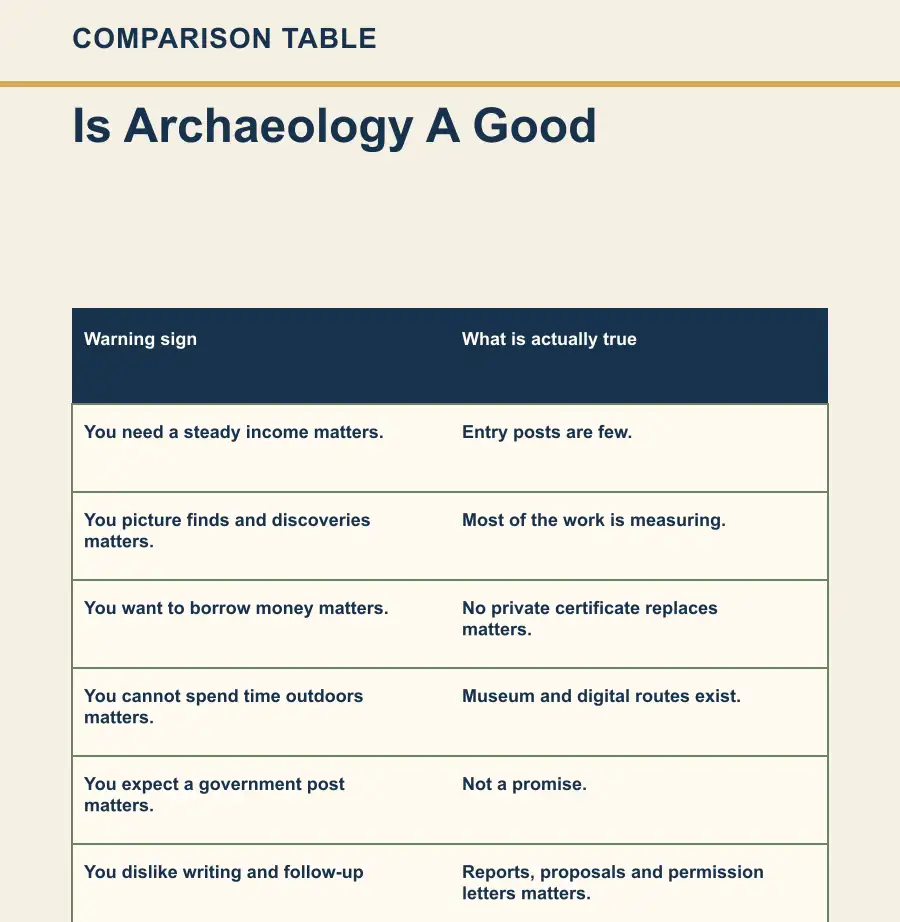 COMPARISON TABLE
Is Archaeology A Good
Warning sign
What is actually true
You need a steady income matters.
Entry posts are few.
You picture finds and discoveries
matters.
Most of the work is measuring.
You want to borrow money matters.
No private certificate replaces
matters.
You cannot spend time outdoors
matters.
Museum and digital routes exist.
You expect a government post
matters.
Not a promise.
You dislike writing and follow-up
Reports, proposals and permission
letters matters.